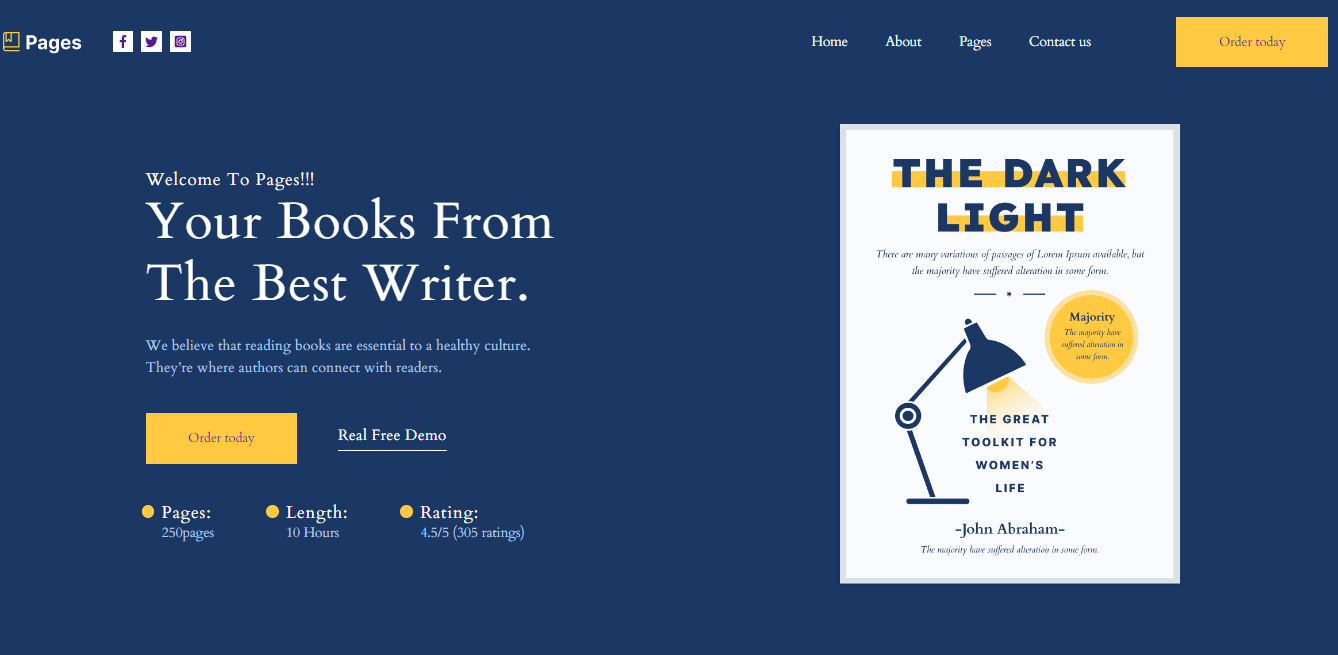 Pages
Home About Pages Contact us Order today
Welcome To Pages!!!
Your Books From
The Best Writer.
We believe that reading books are essential to a healthy culture.
They're where authors can connect with readers.
Order today Real Free Demo
Pages: Length: Rating:
250pages 10 Hours 4.5/5 (305 ratings)
THE DARK
LIGHT
There are many variations of passages of Lorem Ipsum available, but
the majority have suffered alteration in some form.
Majority
The majority have
suffered alteration in
some form.
THE GREAT
TOOLKIT FOR
WOMEN'S
LIFE
-John Abraham-
The majority have suffered alteration in some form.